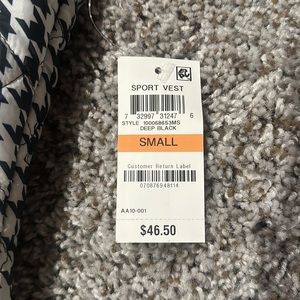 SPORT VEST
7 32997 31247 6
STYLE 100068653MS
DEEP BLACK
SMALL
Customer Return Label
070876948114
AA10-001
$46.50